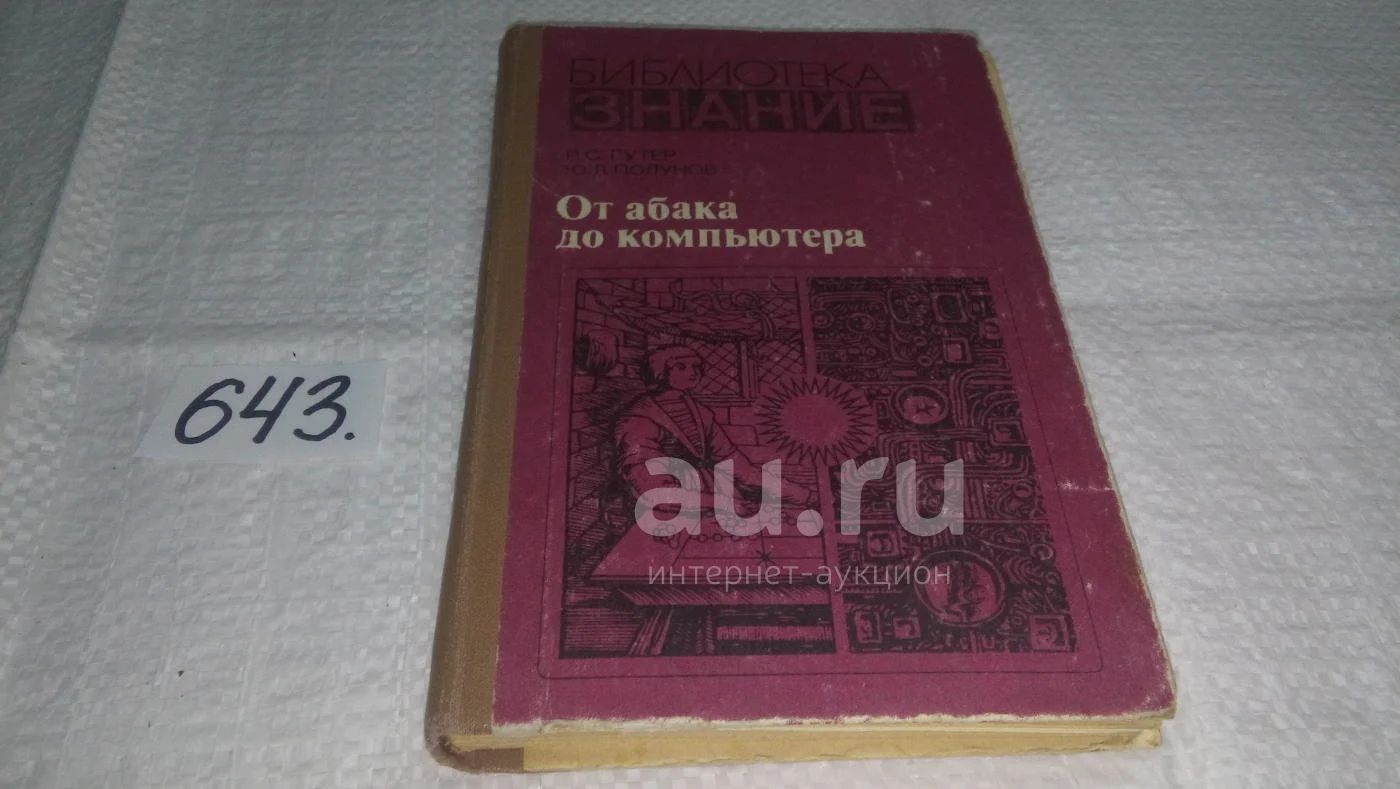 БИБЛИОТЕКА
ЗНАНИЕ
Р. С. ГУТЕР
Ю. Л. ПОЛУНОВ
От абака
до компьютера
643.
au.ru
интернет-аукцион